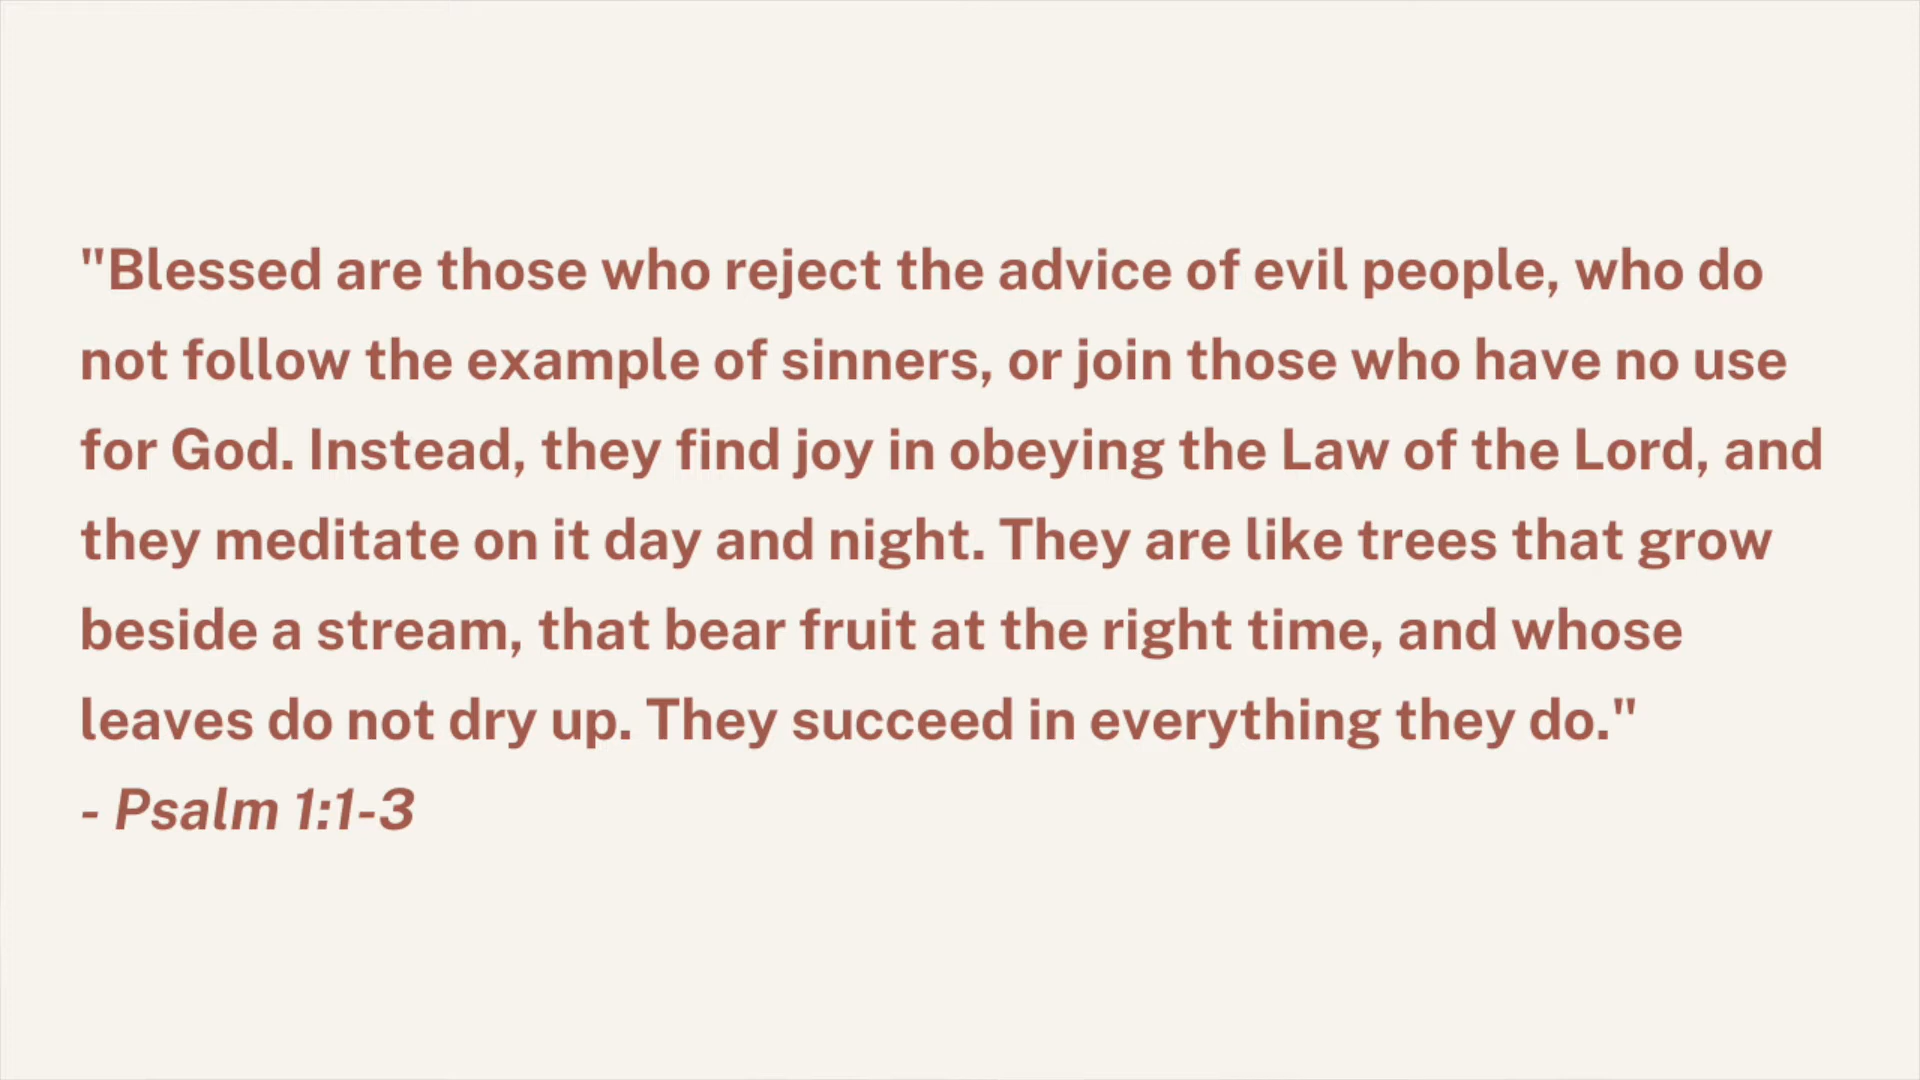 "Blessed are those who reject the advice of evil people, who do
not follow the example of sinners, or join those who have no use
for God. Instead, they find joy in obeying the Law of the Lord, and
they meditate on it day and night. They are like trees that grow
beside a stream, that bear fruit at the right time, and whose
leaves do not dry up. They succeed in everything they do."
- Psalm 1:1-3